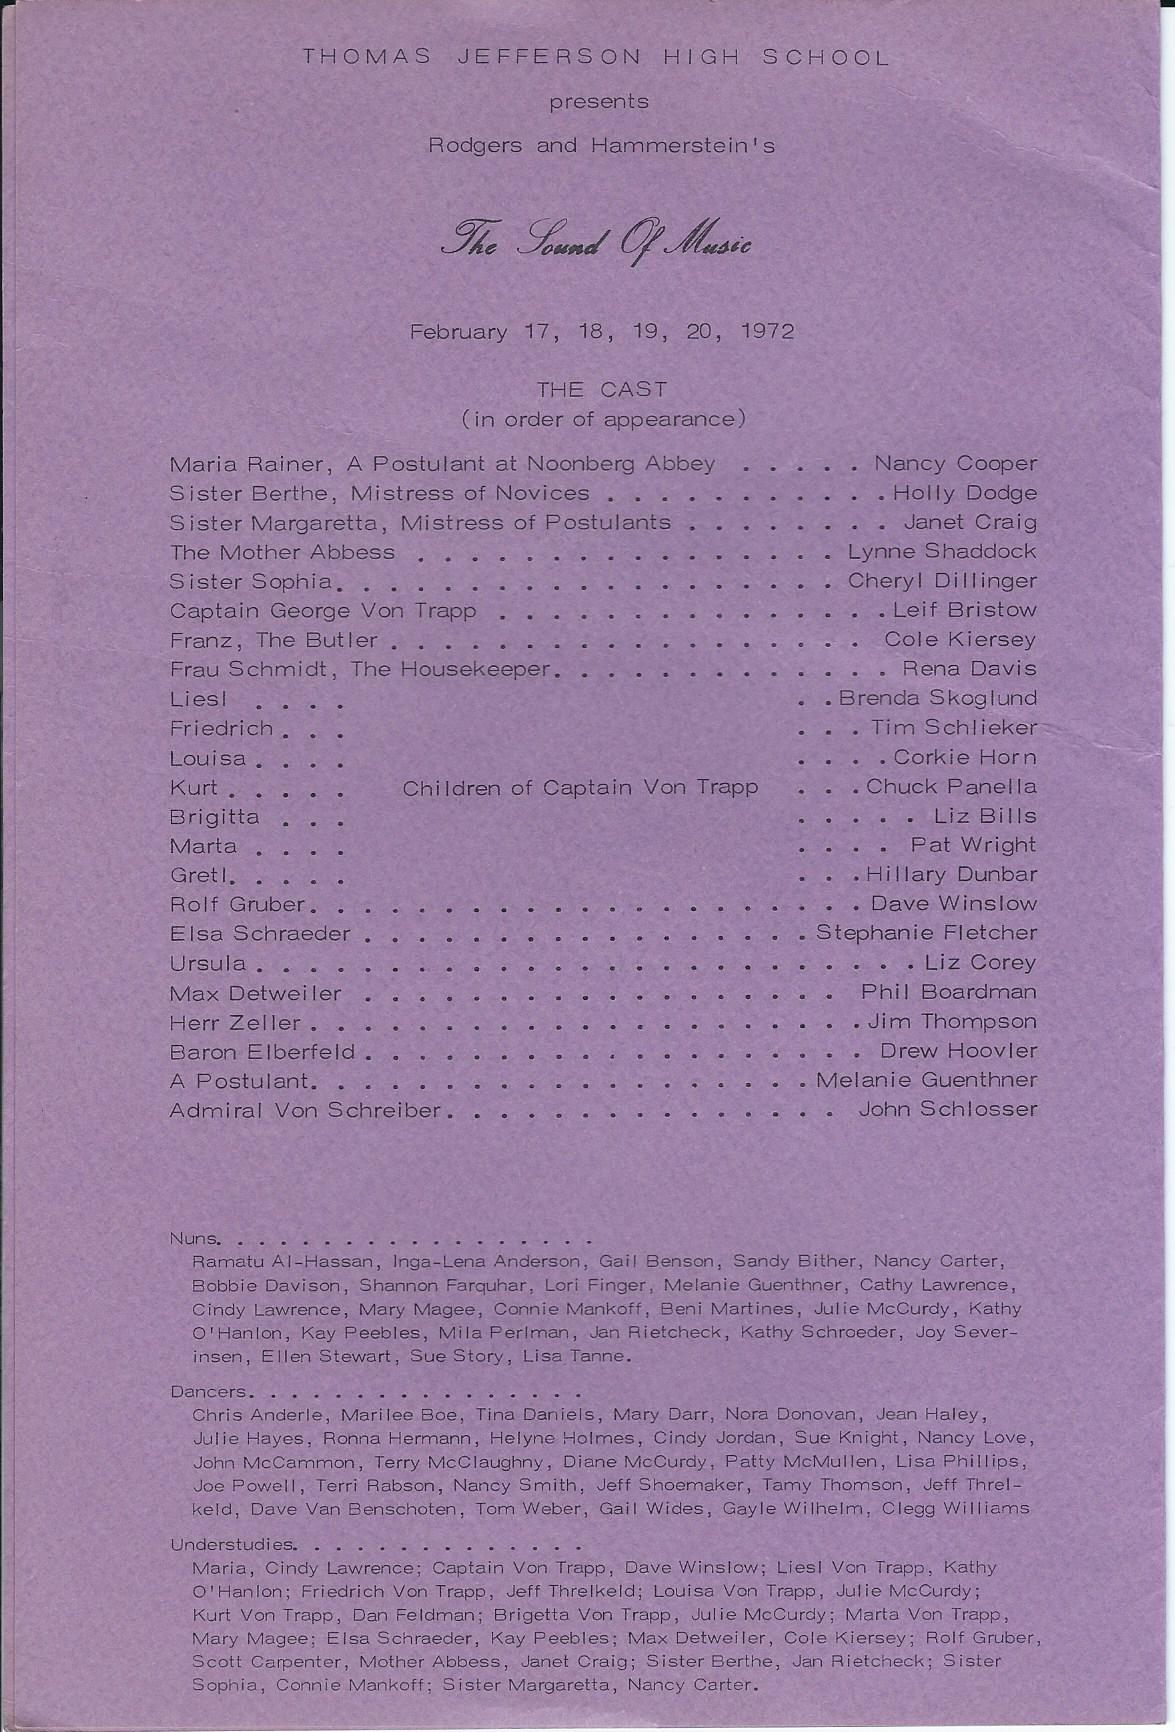 THOMAS JEFFERSON HIGH SCHOOL
presents
Rodgers and Hammerstein's
The Sound Of Music
February 17, 18, 19, 20, 1972
THE CAST
(in order of appearance)
Maria Rainer, A Postulant at Noonberg Abbey . . . . . Nancy Cooper
Sister Berthe, Mistress of Novices . . . . . . . . . . . Holly Dodge
Sister Margaretta, Mistress of Postulants . . . . . . . . Janet Craig
The Mother Abbess . . . . . . . . . . . . . . . . Lynne Shaddock
Sister Sophia. . . . . . . . . . . . . . . . . . . Cheryl Dillinger
Captain George Von Trapp . . . . . . . . . . . . . . . Leif Bristow
Franz, The Butler . . . . . . . . . . . . . . . . . . Cole Kiersey
Frau Schmidt, The Housekeeper. . . . . . . . . . . . . Rena Davis
Liesl . . . . . . Brenda Skoglund
Friedrich . . . . . . Tim Schlieker
Louisa . . . . . . . . Corkie Horn
Kurt . . . . . Children of Captain Von Trapp . . . Chuck Panella
Brigitta . . . . . . . . Liz Bills
Marta . . . . . . . . Pat Wright
Gretl. . . . . . . . Hillary Dunbar
Rolf Gruber. . . . . . . . . . . . . . . . . . . . . Dave Winslow
Elsa Schraeder . . . . . . . . . . . . . . . . . Stephanie Fletcher
Ursula . . . . . . . . . . . . . . . . . . . . . . . . . Liz Corey
Max Detweiler . . . . . . . . . . . . . . . . . . Phil Boardman
Herr Zeller . . . . . . . . . . . . . . . . . . . . . Jim Thompson
Baron Elberfeld . . . . . . . . . . . . . . . . . . . Drew Hoovler
A Postulant. . . . . . . . . . . . . . . . . . . Melanie Guenthner
Admiral Von Schreiber. . . . . . . . . . . . . . . John Schlosser
Nuns. . . . . . . . . . . . . . . . . .
Ramatu Al-Hassan, Inga-Lena Anderson, Gail Benson, Sandy Bither, Nancy Carter,
Bobbie Davison, Shannon Farquhar, Lori Finger, Melanie Guenthner, Cathy Lawrence,
Cindy Lawrence, Mary Magee, Connie Mankoff, Beni Martines, Julie McCurdy, Kathy
O'Hanlon, Kay Peebles, Mila Perlman, Jan Rietcheck, Kathy Schroeder, Joy Sever-
insen, Ellen Stewart, Sue Story, Lisa Tanne.
Dancers. . . . . . . . . . . . . . . .
Chris Anderle, Marilee Boe, Tina Daniels, Mary Darr, Nora Donovan, Jean Haley,
Julie Hayes, Ronna Hermann, Helyne Holmes, Cindy Jordan, Sue Knight, Nancy Love,
John McCammon, Terry McClaughny, Diane McCurdy, Patty McMullen, Lisa Phillips,
Joe Powell, Terri Rabson, Nancy Smith, Jeff Shoemaker, Tamy Thomson, Jeff Threl-
keld, Dave Van Benschoten, Tom Weber, Gail Wides, Gayle Wilhelm, Clegg Williams
Understudies. . . . . . . . . . . . . .
Maria, Cindy Lawrence; Captain Von Trapp, Dave Winslow; Liesl Von Trapp, Kathy
O'Hanlon; Friedrich Von Trapp, Jeff Threlkeld; Louisa Von Trapp, Julie McCurdy;
Kurt Von Trapp, Dan Feldman; Brigetta Von Trapp, Julie McCurdy; Marta Von Trapp,
Mary Magee; Elsa Schraeder, Kay Peebles; Max Detweiler, Cole Kiersey; Rolf Gruber,
Scott Carpenter, Mother Abbess, Janet Craig; Sister Berthe, Jan Rietcheck; Sister
Sophia, Connie Mankoff; Sister Margaretta, Nancy Carter.